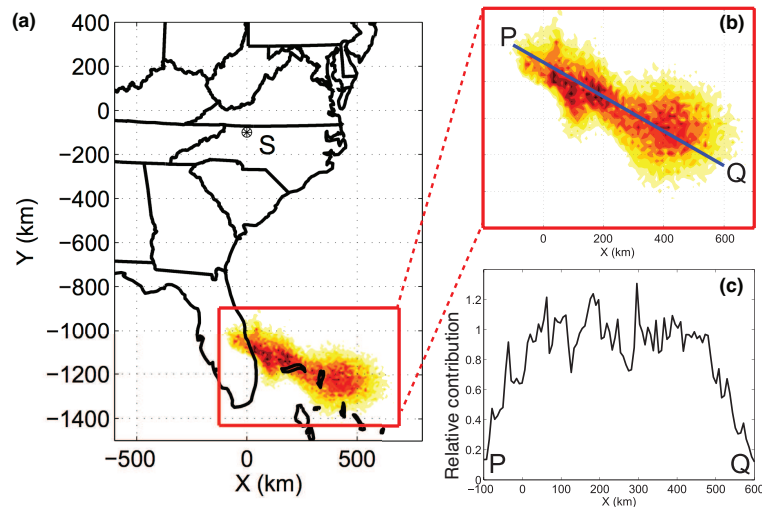 (a)
400
200
0
−200
−400
−600
−800
−1000
−1200
−1400
Y (km)
S
−500 0 500
X (km)
(b)
P
Q
0 200 400 600
X (km)
(c)
1.2
1
0.8
0.6
0.4
0.2
0
Relative contribution
P
Q
−100 0 100 200 300 400 500 600
X (km)